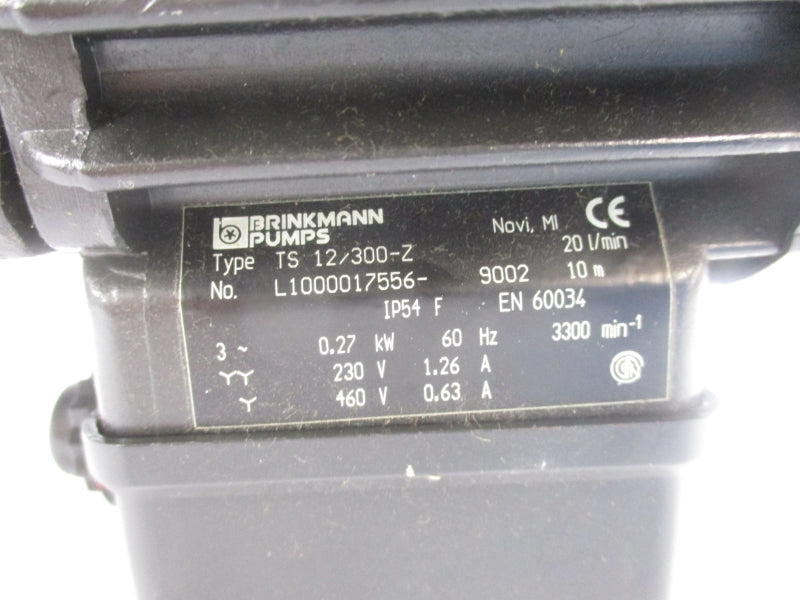 BRINKMANN
PUMPS
Novi, MI CE
Type TS 12/300-Z 20 l/min
No. L1000017556- 9002 10 m
IP54 F EN 60034
3 ~ 0.27 kW 60 Hz 3300 min⁻¹
YY 230 V 1.26 A
Y 460 V 0.63 A